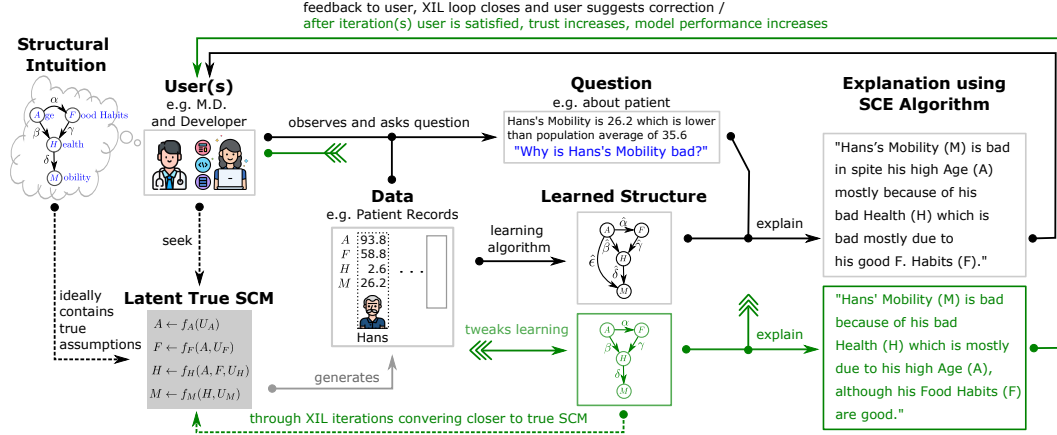 feedback to user, XIL loop closes and user suggests correction /
after iteration(s) user is satisfied, trust increases, model performance increases
Structural
Intuition
α
Age
Food Habits
β
γ
Health
δ
Mobility
User(s)
e.g. M.D.
and Developer
observes and asks question
Question
e.g. about patient
Hans's Mobility is 26.2 which is lower
than population average of 35.6
"Why is Hans's Mobility bad?"
Explanation using
SCE Algorithm
"Hans's Mobility (M) is bad
in spite his high Age (A)
mostly because of his
bad Health (H) which is
bad mostly due to
his good F. Habits (F)."
explain
seek
ideally
contains
true
assumptions
Data
e.g. Patient Records
A 93.8
F 58.8
H 2.6
M 26.2
. . .
Hans
learning
algorithm
Learned Structure
A α̂ F
β̂ γ̂
ϵ̂ H
δ̂
M
Latent True SCM
A ← f_A(U_A)
F ← f_F(A, U_F)
H ← f_H(A, F, U_H)
M ← f_M(H, U_M)
generates
tweaks learning
A α F
β γ
H
δ
M
explain
"Hans' Mobility (M) is bad
because of his bad
Health (H) which is mostly
due to his high Age (A),
although his Food Habits (F)
are good."
through XIL iterations convering closer to true SCM